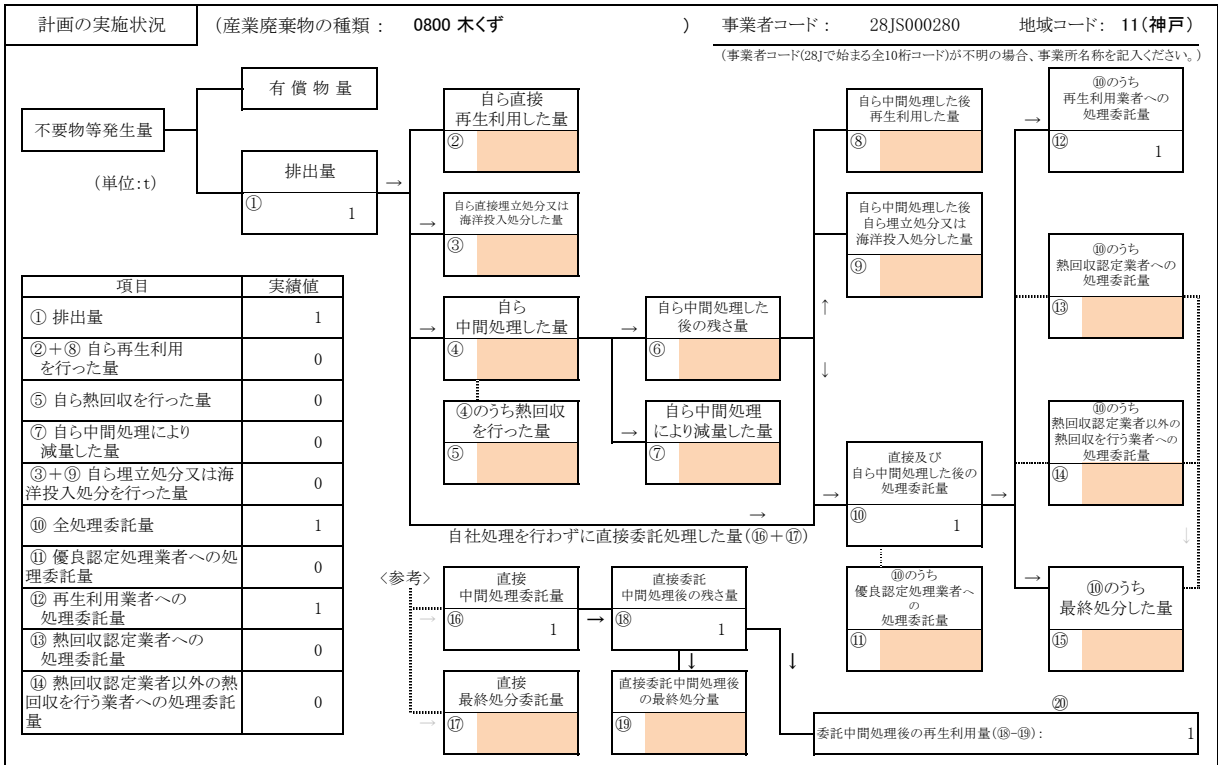 計画の実施状況
(産業廃棄物の種類： 0800 木くず )
事業者コード： 28JS000280 地域コード： 11(神戸)
(事業者コード(28Jで始まる全10桁コード)が不明の場合、事業所名称を記入ください。)
不要物等発生量
(単位:t)
有償物量
排出量
→
① 1
自ら直接
再生利用した量
②
→
自ら直接埋立処分又は
海洋投入処分した量
③
→
自ら
中間処理した量
④
④のうち熱回収
を行った量
⑤
→
自ら中間処理した
後の残さ量
⑥
→
自ら中間処理
により減量した量
⑦
自ら中間処理した後
再生利用した量
⑧
自ら中間処理した後
自ら埋立処分又は
海洋投入処分した量
⑨
↑
↓
→
直接及び
自ら中間処理した後の
処理委託量
⑩ 1
→
⑩のうち
優良認定処理業者へ
の
処理委託量
⑪
→
⑩のうち
再生利用業者への
処理委託量
⑫ 1
⑩のうち
熱回収認定業者への
処理委託量
⑬
⑩のうち
熱回収認定業者以外の
熱回収を行う業者への
処理委託量
⑭
↓
→
⑩のうち
最終処分した量
⑮
→
自社処理を行わずに直接委託処理した量(⑯＋⑰)
〈参考〉
→
直接
中間処理委託量
⑯ 1
→
直接委託
中間処理後の残さ量
⑱ 1
↓
↓
→
直接
最終処分委託量
⑰
直接委託中間処理後
の最終処分量
⑲
⑳
委託中間処理後の再生利用量(⑱-⑲)： 1
項目 実績値
① 排出量 1
②＋⑧ 自ら再生利用
を行った量 0
⑤ 自ら熱回収を行った量 0
⑦ 自ら中間処理により
減量した量 0
③＋⑨ 自ら埋立処分又は海
洋投入処分を行った量 0
⑩ 全処理委託量 1
⑪ 優良認定処理業者への処
理委託量 0
⑫ 再生利用業者への
処理委託量 1
⑬ 熱回収認定業者への
処理委託量 0
⑭ 熱回収認定業者以外の熱
回収を行う業者への処理委託
量 0